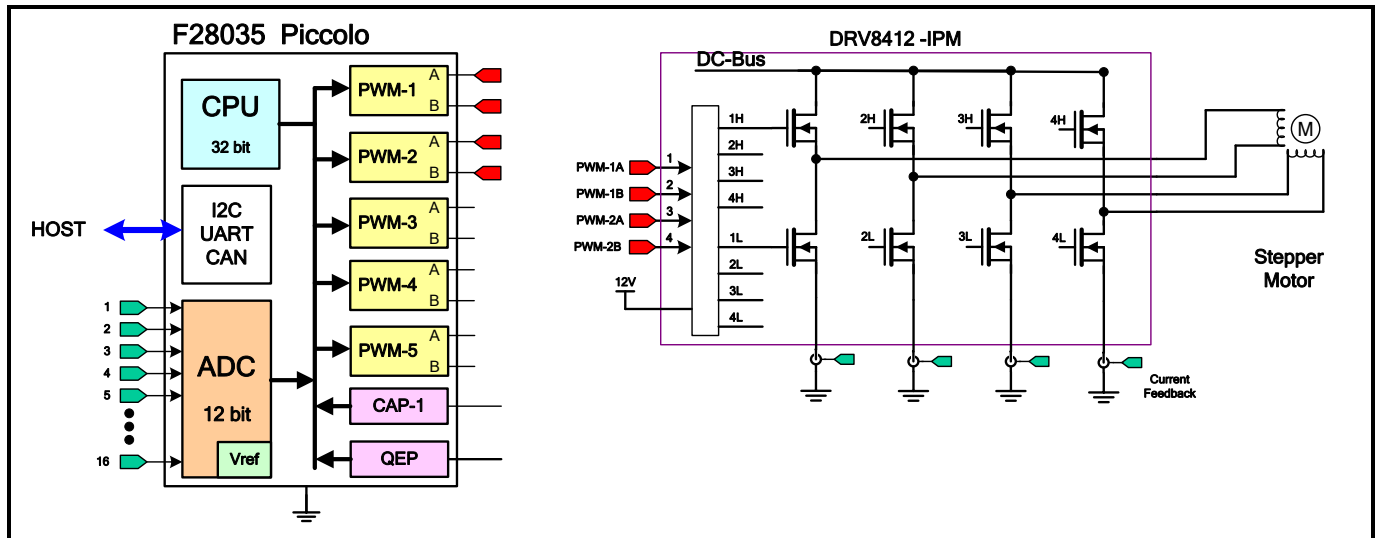 F28035 Piccolo
CPU
32 bit
I2C
UART
CAN
HOST
1
2
3
4
5
16
ADC
12 bit
Vref
PWM-1
A
B
PWM-2
A
B
PWM-3
A
B
PWM-4
A
B
PWM-5
A
B
CAP-1
QEP
DRV8412 -IPM
DC-Bus
PWM-1A
1
PWM-1B
2
PWM-2A
3
PWM-2B
4
12V
1H
2H
3H
4H
1L
2L
3L
4L
2H
3H
4H
2L
3L
4L
M
Stepper
Motor
Current
Feedback